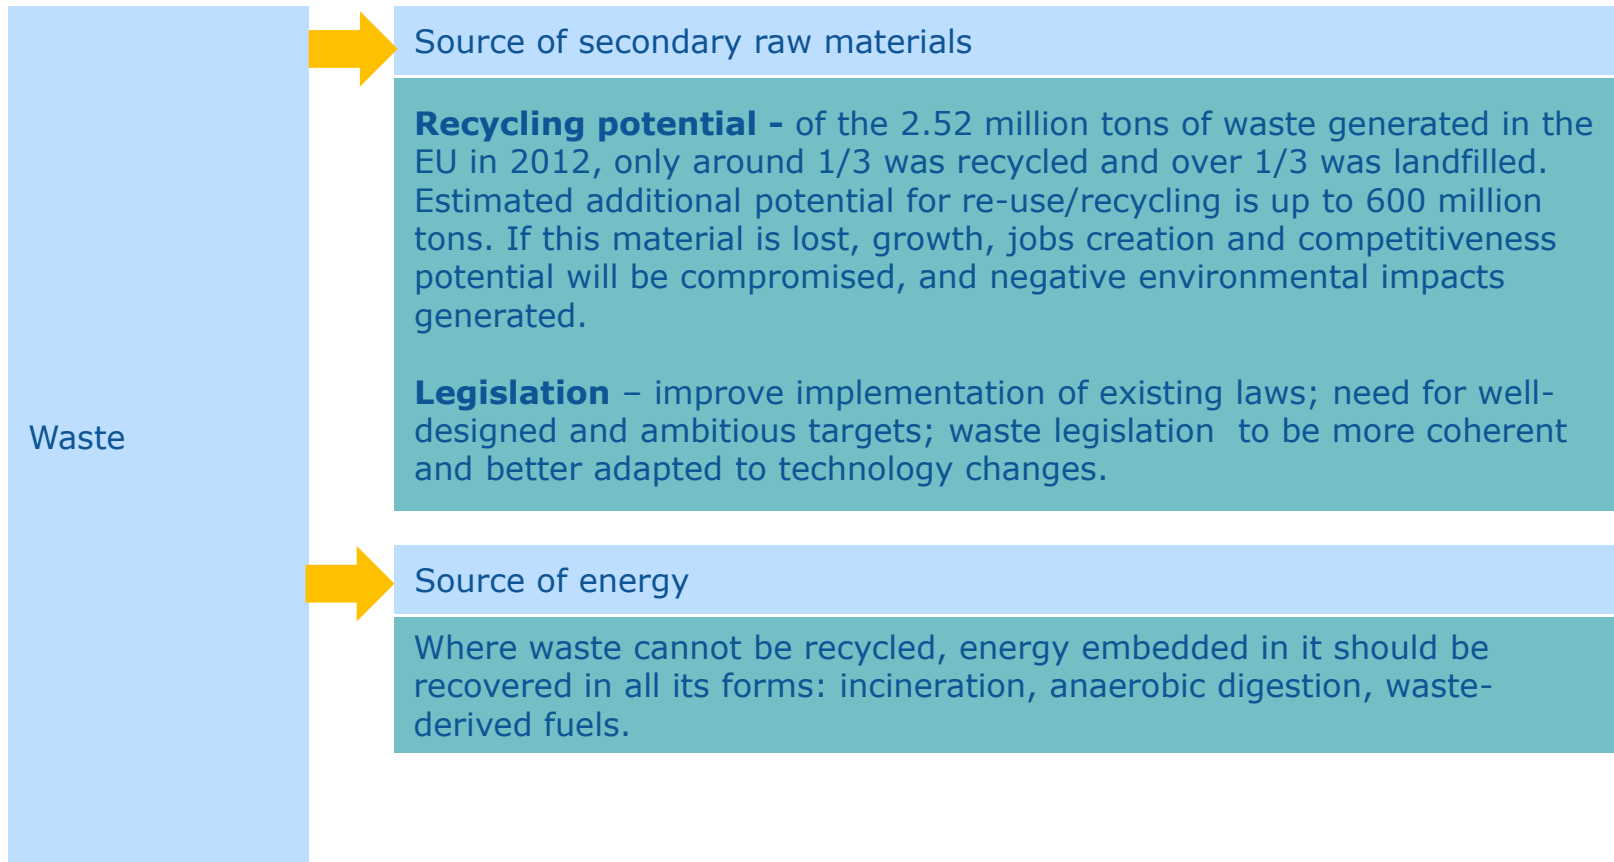 Source of secondary raw materials
Recycling potential - of the 2.52 million tons of waste generated in the
EU in 2012, only around 1/3 was recycled and over 1/3 was landfilled.
Estimated additional potential for re-use/recycling is up to 600 million
tons. If this material is lost, growth, jobs creation and competitiveness
potential will be compromised, and negative environmental impacts
generated.
Legislation – improve implementation of existing laws; need for well-
designed and ambitious targets; waste legislation  to be more coherent
and better adapted to technology changes.
Waste
Source of energy
Where waste cannot be recycled, energy embedded in it should be
recovered in all its forms: incineration, anaerobic digestion, waste-
derived fuels.